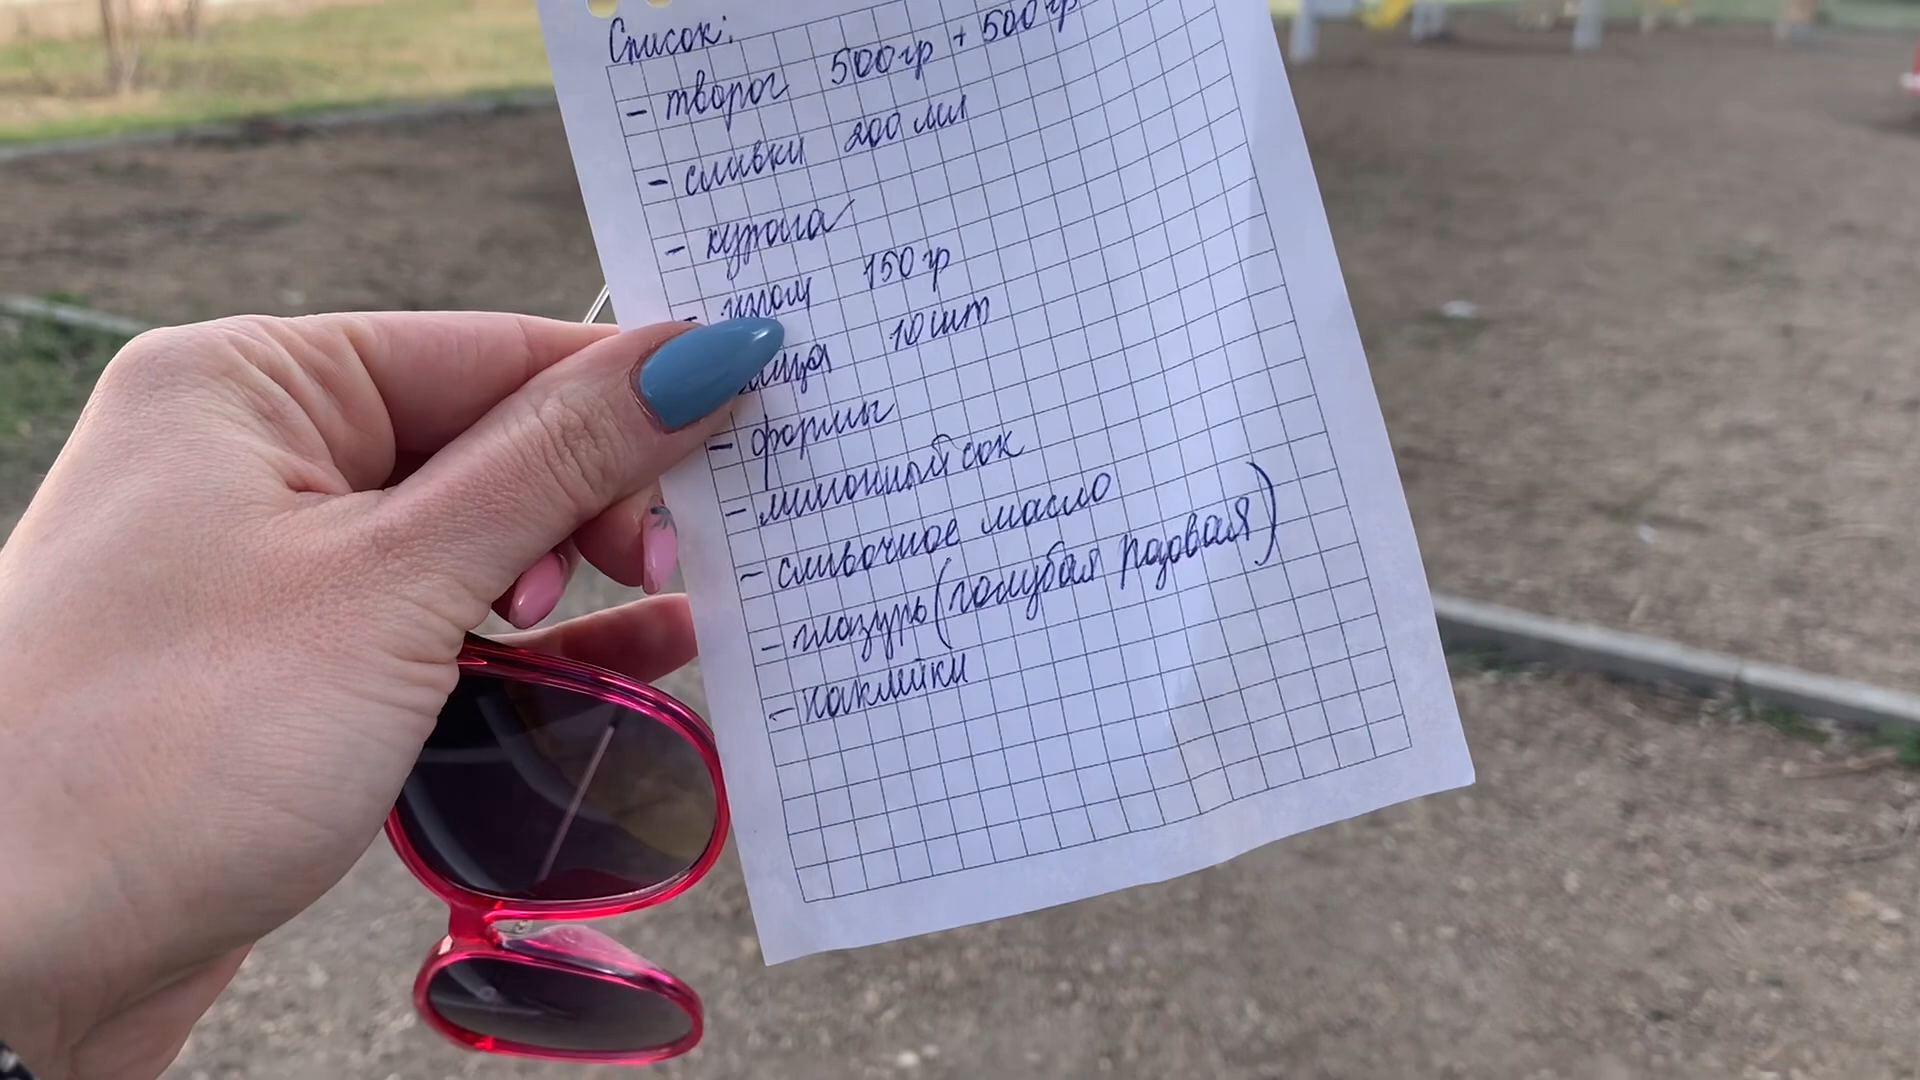 Список:
- творог 500гр + 500гр
- сливки 200 мл
- курага
- изюм 150 гр
яйца 10 шт
- формы
- лимонный сок
- сливочное масло
- глазурь (голубая розовая)
- наклейки